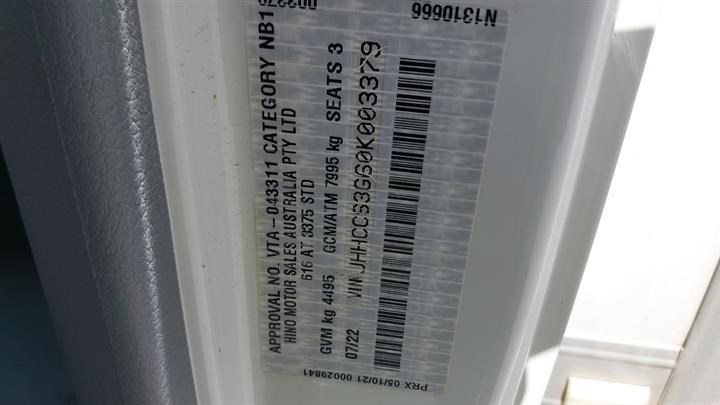 N1310666
APPROVAL NO. VTA-043311 CATEGORY NB1
HINO MOTOR SALES AUSTRALIA PTY LTD
616 AT 3375 STD
GVM kg 4495 GCM/ATM 7995 kg SEATS 3
07/22 VIN JHHCCS3G60K003379
PRX 05/10/21 00029841